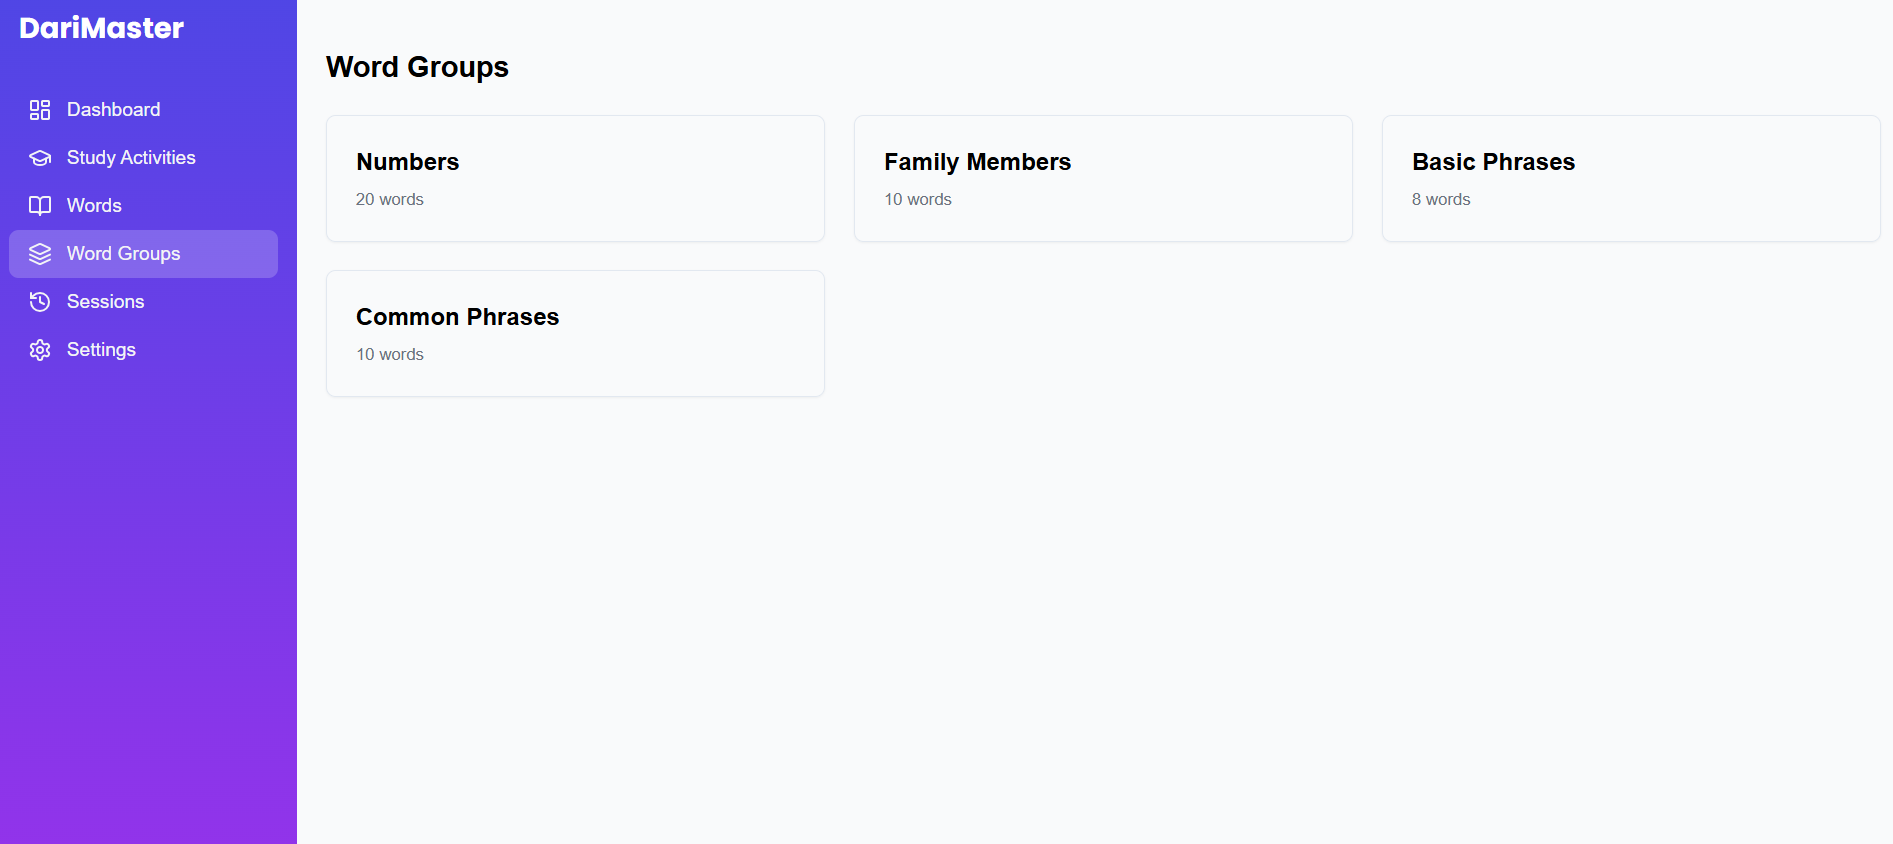 DariMaster
Dashboard
Study Activities
Words
Word Groups
Sessions
Settings
Word Groups
Numbers
20 words
Family Members
10 words
Basic Phrases
8 words
Common Phrases
10 words